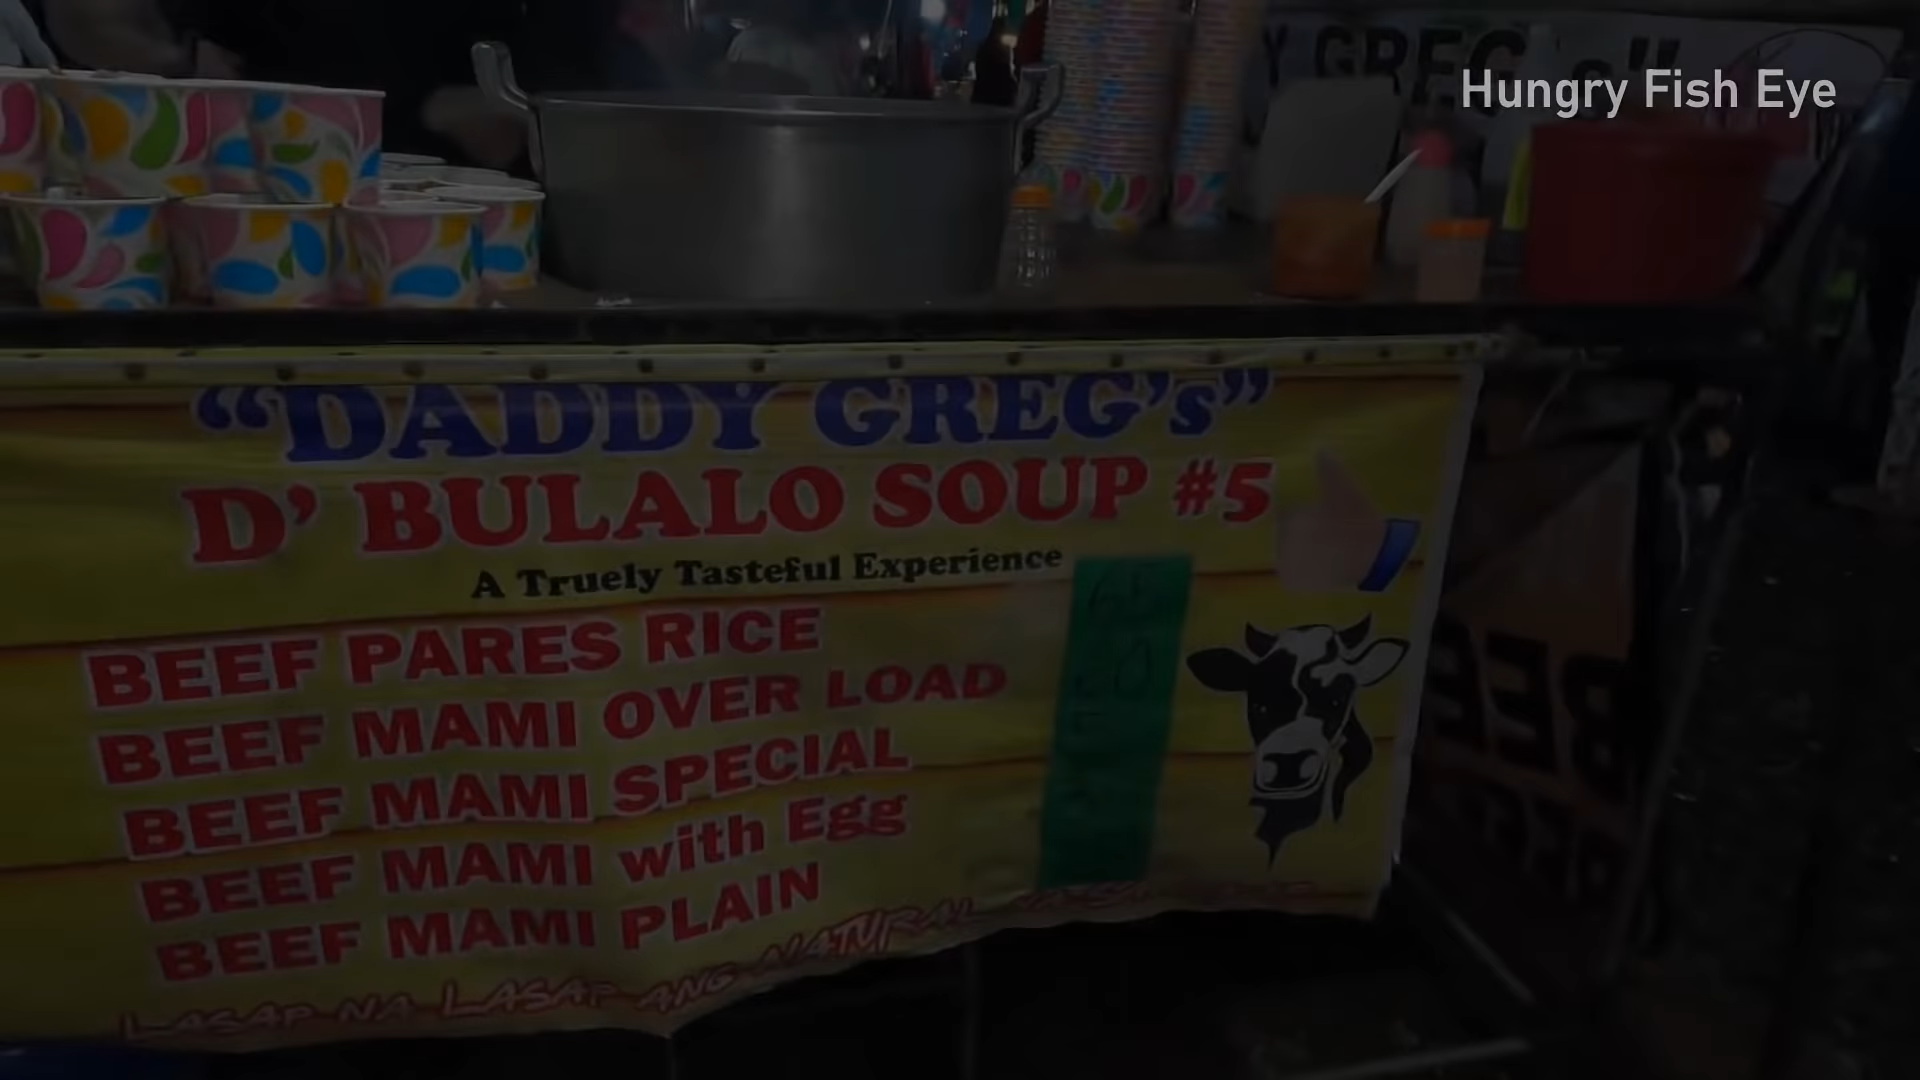 Hungry Fish Eye
Y GREG's"
"DADDY GREG's"
D' BULALO SOUP #5
A Truely Tasteful Experience
BEEF PARES RICE
BEEF MAMI OVER LOAD
BEEF MAMI SPECIAL
BEEF MAMI with Egg
BEEF MAMI PLAIN
LASAP NA LASAP ANG NATURAL